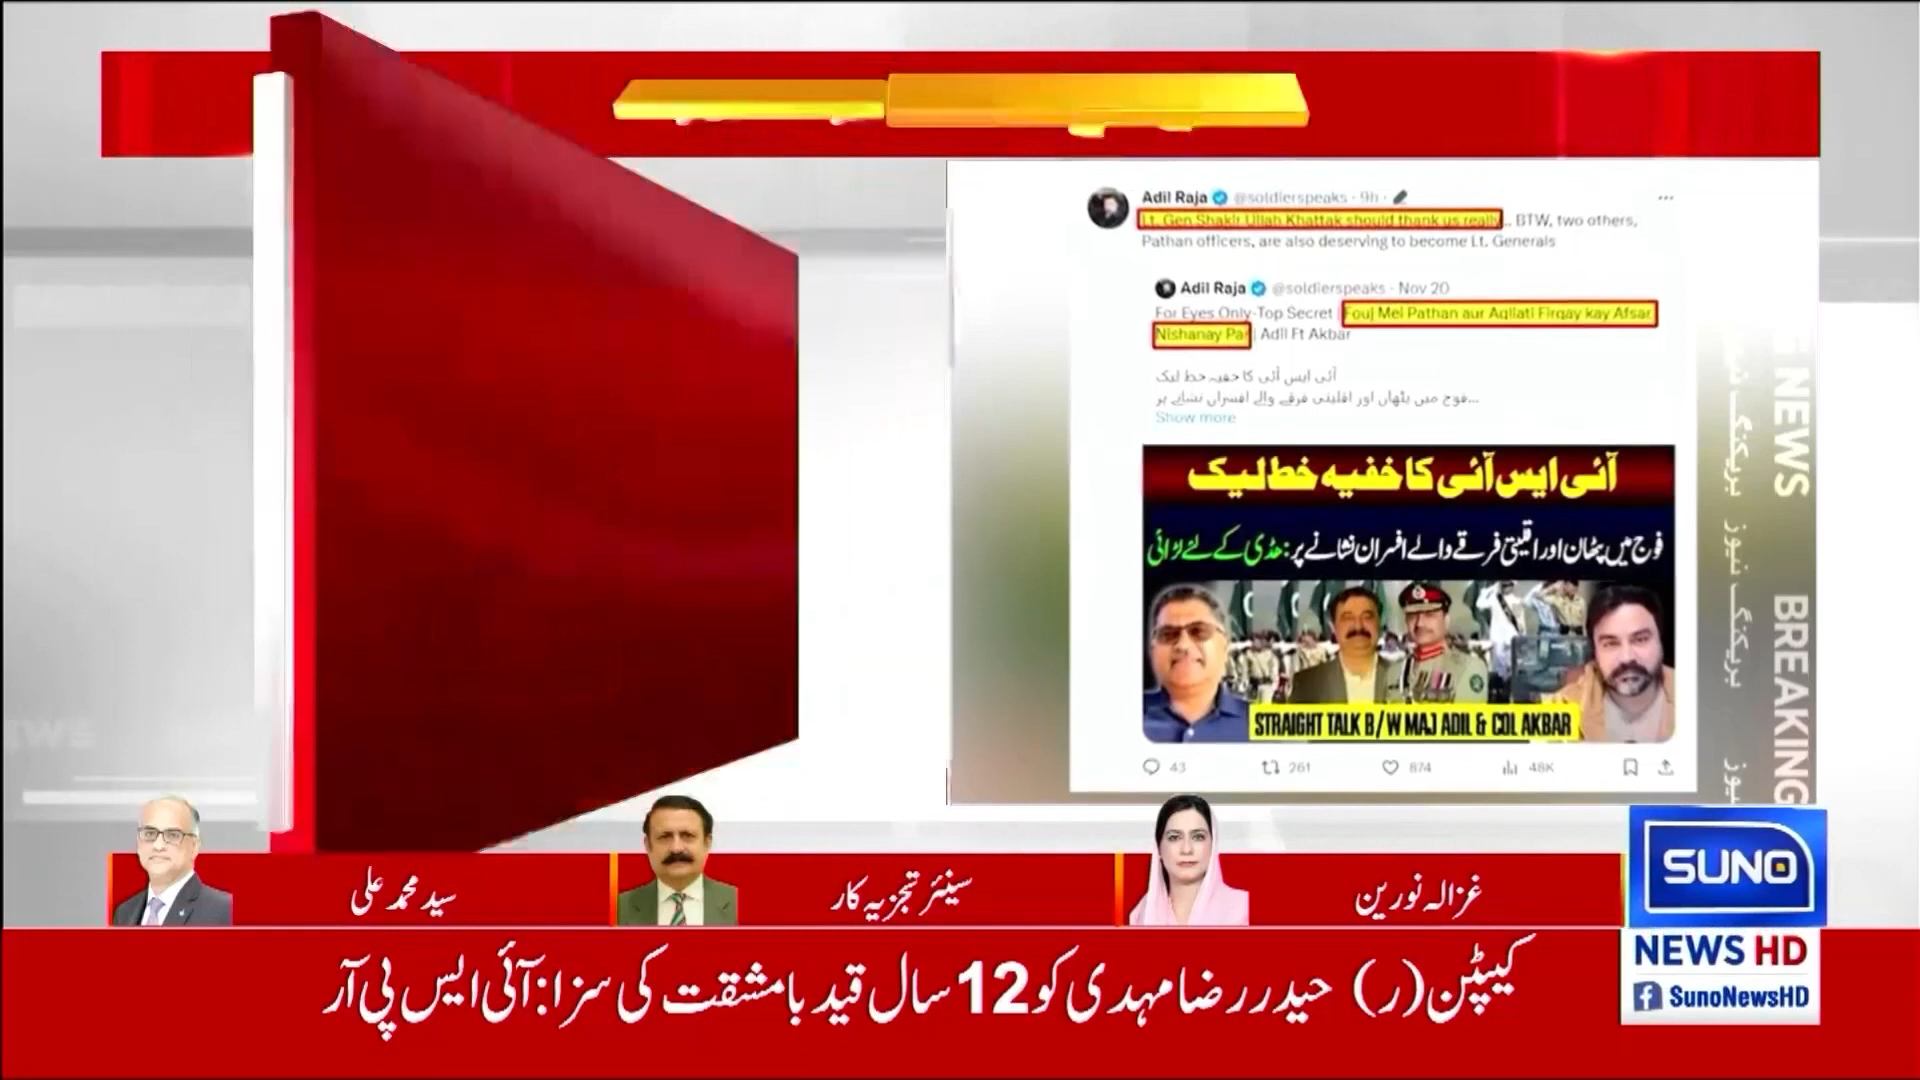 Adil Raja @soldierspeaks · 9h ·
Lt. Gen Shakir Ullah Khattak should thank us really.. BTW, two others,
Pathan officers, are also deserving to become Lt. Generals
Adil Raja @soldierspeaks · Nov 20
For Eyes Only-Top Secret | Fouj Mei Pathan aur Aqliati Firqay kay Afsar
Nishanay Par | Adil Ft Akbar
آئی ایس آئی کا خفیہ خط لیک
فوج میں پٹھان اور اقلیتی فرقے والے افسران نشانے پر...
Show more
آئی ایس آئی کا خفیہ خط لیک
فوج میں پٹھان اور اقلیتی فرقے والے افسران نشانے پر: ھڈی کے لئے لڑائی
STRAIGHT TALK B/W MAJ ADIL & COL AKBAR
43 261 874 48K
NEWS
BREAKING
بریکنگ نیوز
بریکنگ نیوز
نیوز
غزالہ نورین
سینئر تجزیہ کار
سید محمد علی
کیپٹن (ر) حیدر رضا مہدی کو 12 سال قید بامشقت کی سزا: آئی ایس پی آر
SUNO
NEWS HD
SunoNewsHD